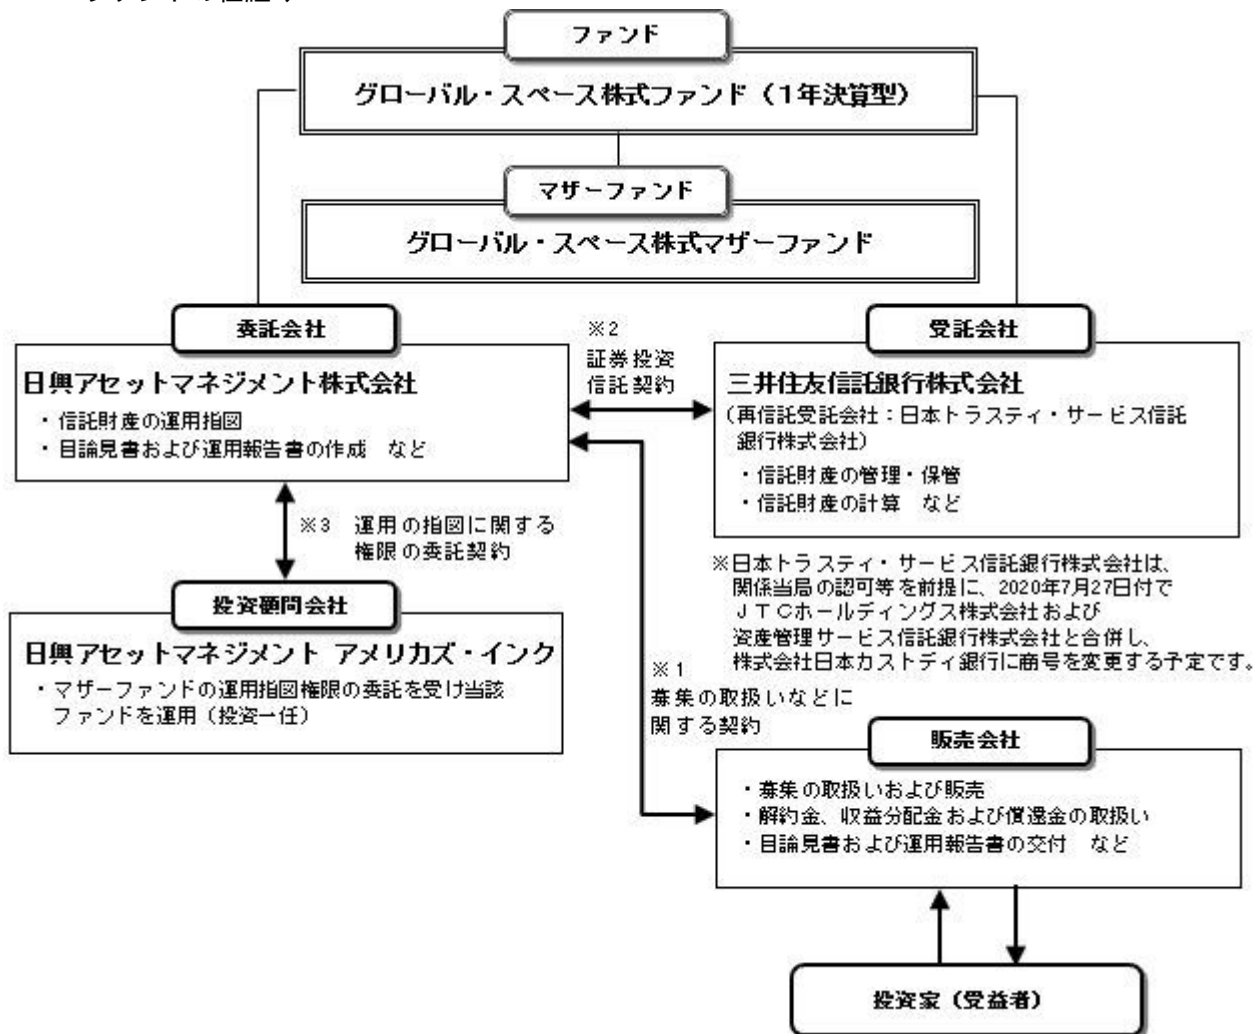 ファンド
グローバル・スペース株式ファンド（１年決算型）
マザーファンド
グローバル・スペース株式マザーファンド
委託会社
日興アセットマネジメント株式会社
・信託財産の運用指図
・目論見書および運用報告書の作成　など
※２
証券投資
信託契約
受託会社
三井住友信託銀行株式会社
（再信託受託会社：日本トラスティ・サービス信託
銀行株式会社）
・信託財産の管理・保管
・信託財産の計算　など
※３　運用の指図に関する
権限の委託契約
※日本トラスティ・サービス信託銀行株式会社は、
関係当局の認可等を前提に、2020年7月27日付で
ＪＴＣホールディングス株式会社および
資産管理サービス信託銀行株式会社と合併し、
株式会社日本カストディ銀行に商号を変更する予定です。
投資顧問会社
日興アセットマネジメント アメリカズ・インク
・マザーファンドの運用指図権限の委託を受け当該
ファンドを運用（投資一任）
※１
募集の取扱いなどに
関する契約
販売会社
・募集の取扱いおよび販売
・解約金、収益分配金および償還金の取扱い
・目論見書および運用報告書の交付　など
投資家（受益者）